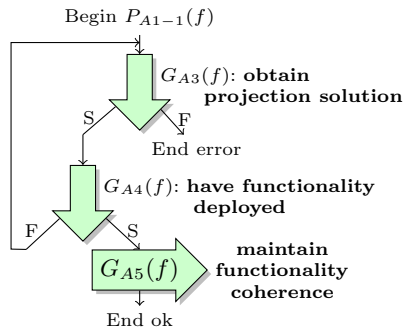 Begin P_{A1−1}(f)
G_{A3}(f): obtain
projection solution
S
F
End error
G_{A4}(f): have functionality
deployed
F
S
G_{A5}(f)
maintain
functionality
coherence
End ok